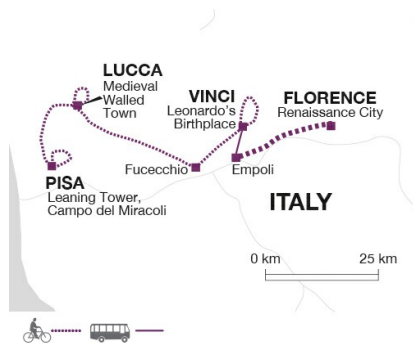 LUCCA
Medieval
Walled
Town
VINCI
Leonardo's
Birthplace
FLORENCE
Renaissance City
Fucecchio
Empoli
PISA
Leaning Tower,
Campo del Miracoli
ITALY
0 km 25 km